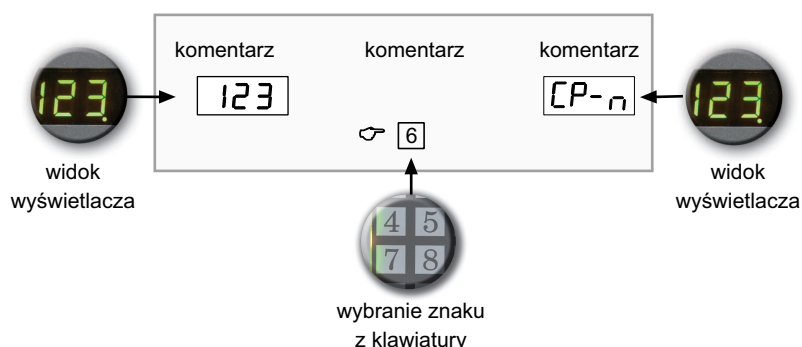 komentarz komentarz komentarz
123 123 CP-n 123
6
widok
wyświetlacza
widok
wyświetlacza
4 5
7 8
wybranie znaku
z klawiatury